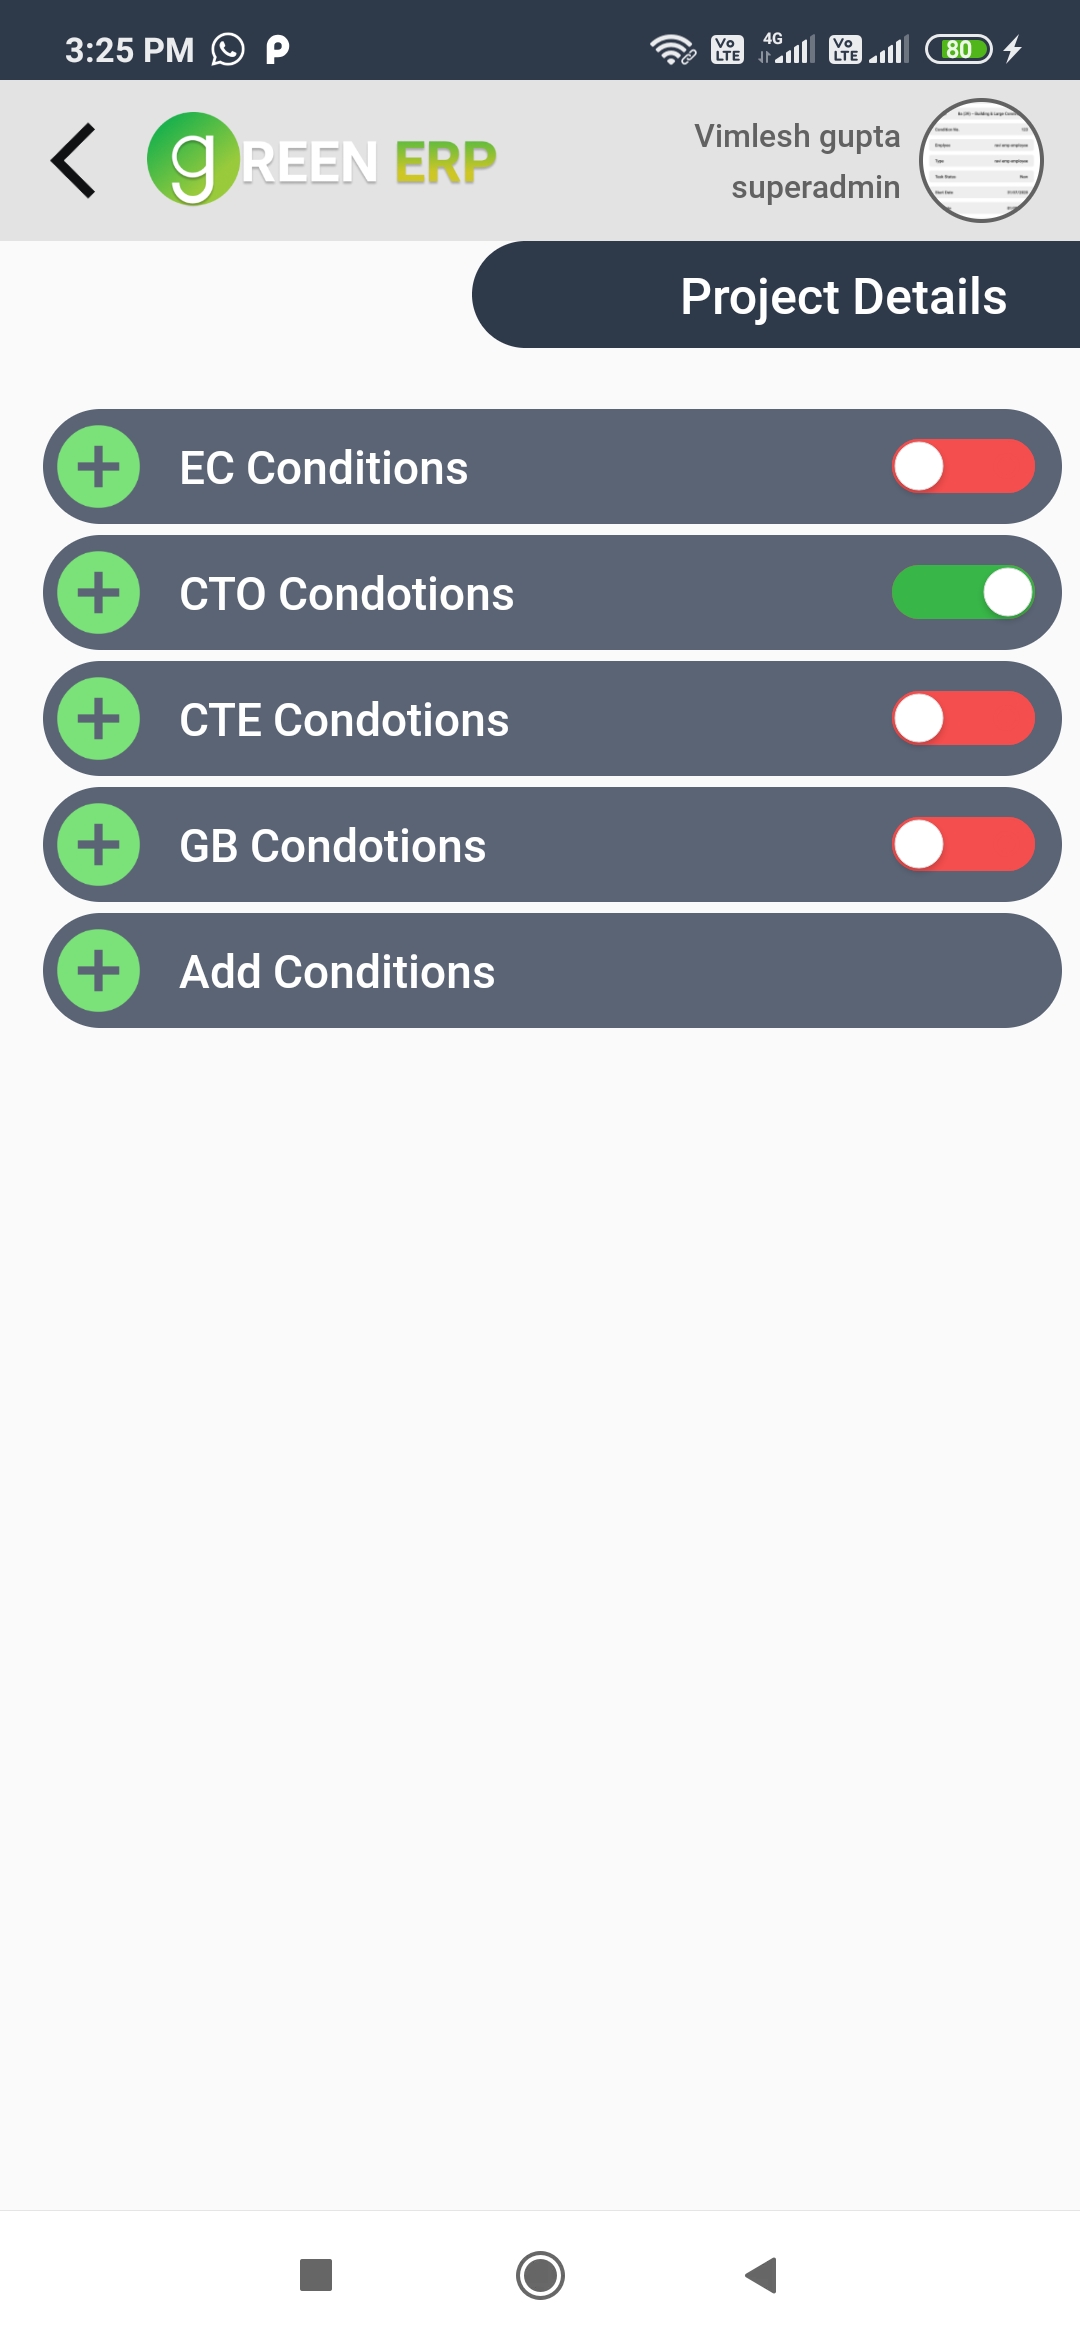 3:25 PM
Vo LTE
4G
Vo LTE
80
gREEN ERP
Vimlesh gupta
superadmin
Project Details
EC Conditions
CTO Condotions
CTE Condotions
GB Condotions
Add Conditions